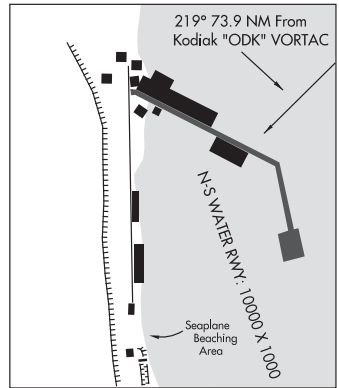 219° 73.9 NM From
Kodiak "ODK" VORTAC
N-S WATER RWY: 10000 X 1000
Seaplane
Beaching
Area